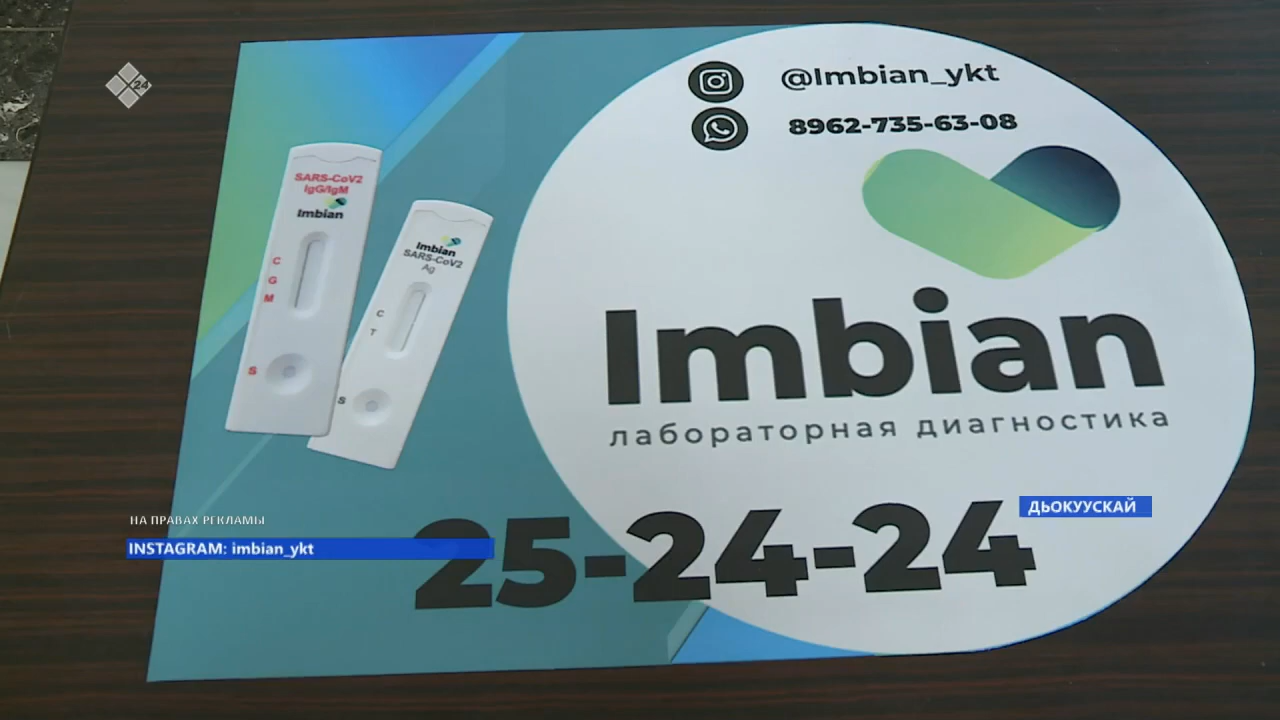 24
@Imbian_ykt
8962-735-63-08
SARS-CoV2
IgG/IgM
Imbian
C
G
M
S
Imbian
SARS-CoV2
Ag
C
T
S
Imbian
лабораторная диагностика
25-24-24
ДЬОКУУСКАЙ
НА ПРАВАХ РЕКЛАМЫ
INSTAGRAM: imbian_ykt